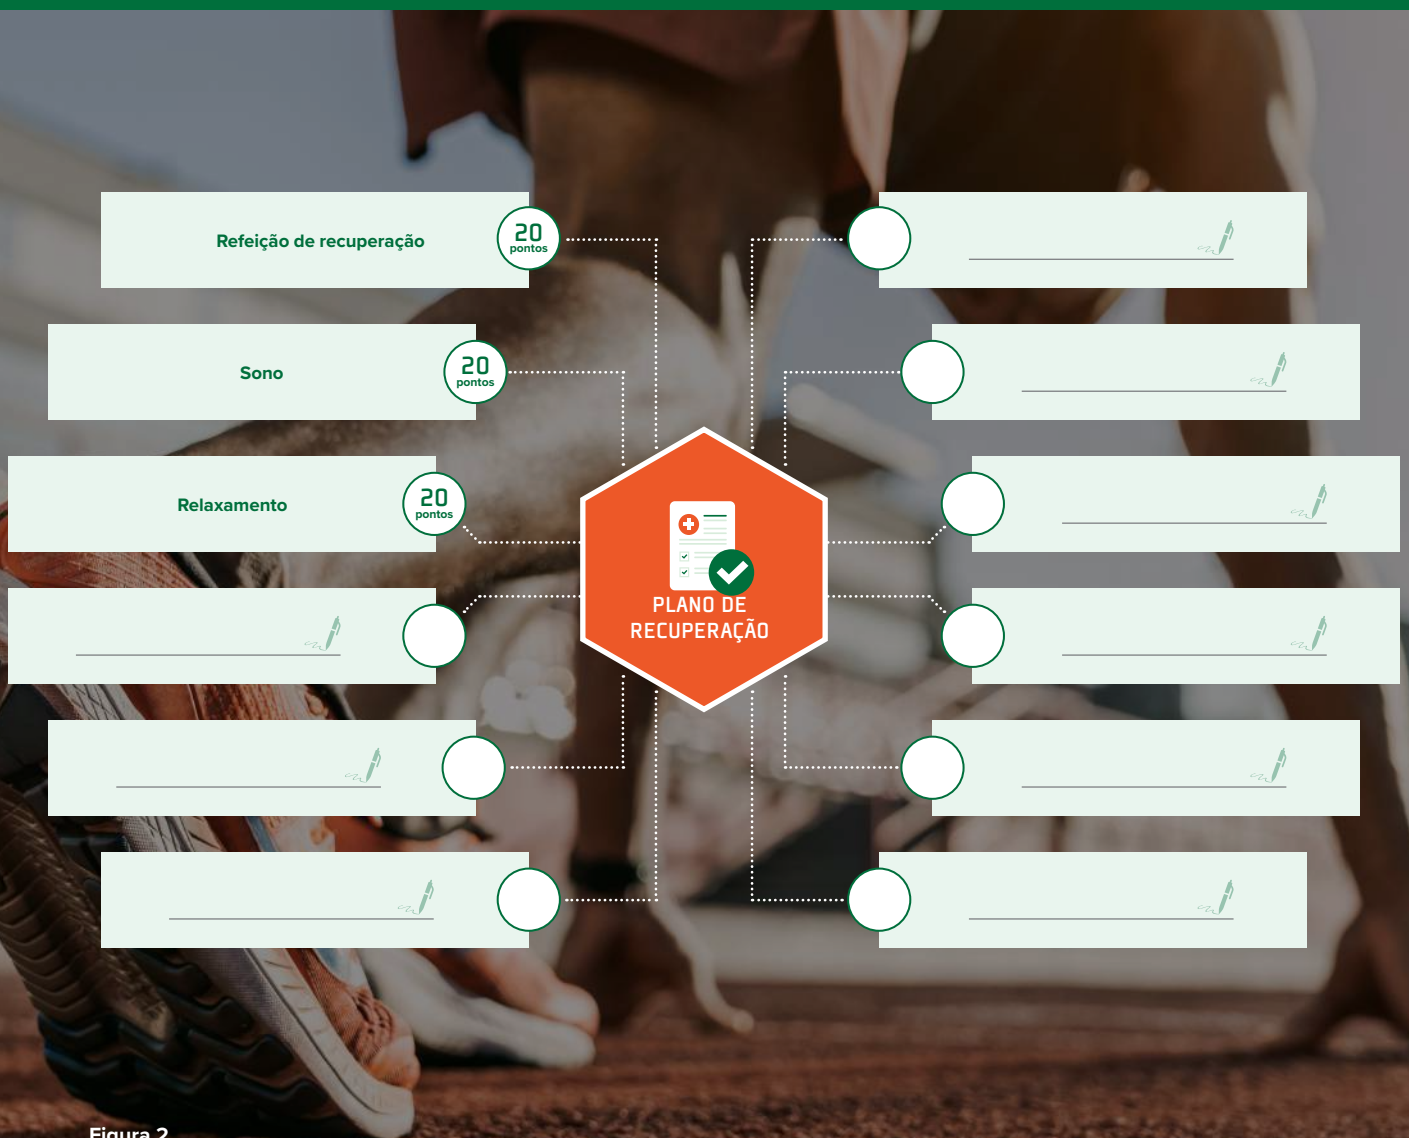 Refeição de recuperação
20
pontos
Sono
20
pontos
Relaxamento
20
pontos
PLANO DE
RECUPERAÇÃO
Figura 2